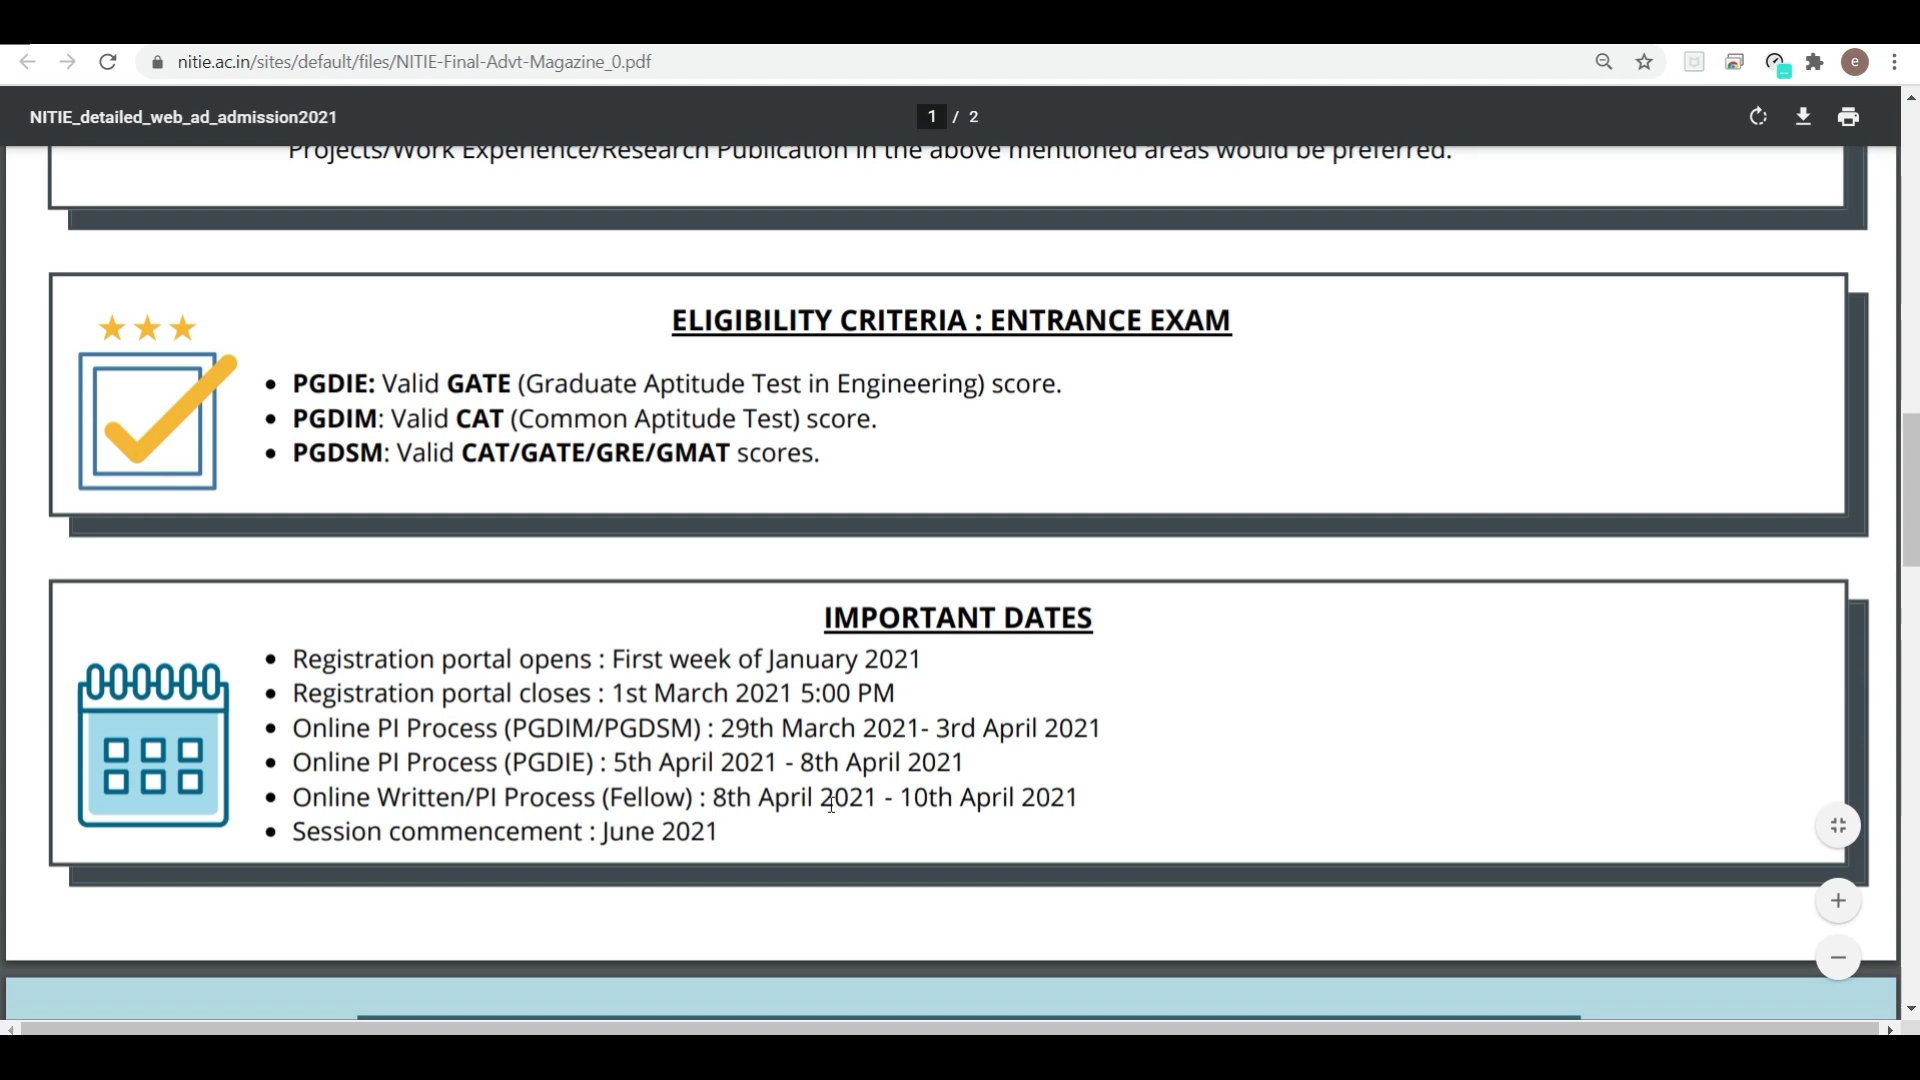 nitie.ac.in/sites/default/files/NITIE-Final-Advt-Magazine_0.pdf
e
NITIE_detailed_web_ad_admission2021
1 / 2
Projects/Work Experience/Research Publication in the above mentioned areas would be preferred.
ELIGIBILITY CRITERIA : ENTRANCE EXAM
• PGDIE: Valid GATE (Graduate Aptitude Test in Engineering) score.
• PGDIM: Valid CAT (Common Aptitude Test) score.
• PGDSM: Valid CAT/GATE/GRE/GMAT scores.
IMPORTANT DATES
• Registration portal opens : First week of January 2021
• Registration portal closes : 1st March 2021 5:00 PM
• Online PI Process (PGDIM/PGDSM) : 29th March 2021- 3rd April 2021
• Online PI Process (PGDIE) : 5th April 2021 - 8th April 2021
• Online Written/PI Process (Fellow) : 8th April 2021 - 10th April 2021
• Session commencement : June 2021